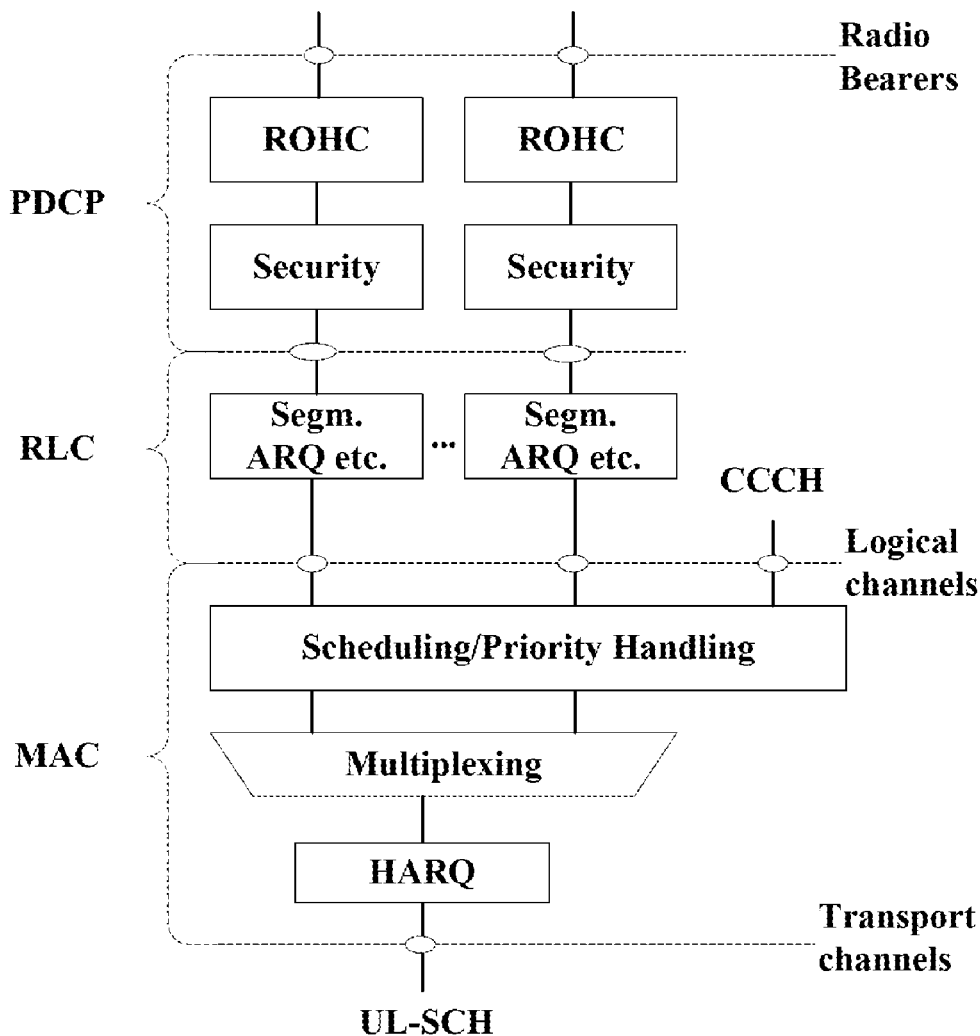 Radio
Bearers
ROHC
ROHC
PDCP
Security
Security
Segm.
ARQ etc.
...
Segm.
ARQ etc.
RLC
CCCH
Logical
channels
Scheduling/Priority Handling
MAC
Multiplexing
HARQ
Transport
channels
UL-SCH